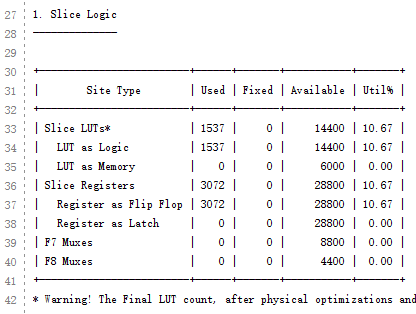 27 1. Slice Logic
28 --------------
29
30 +----------------------------+------+-------+-----------+-------+
31 | Site Type | Used | Fixed | Available | Util% |
32 +----------------------------+------+-------+-----------+-------+
33 | Slice LUTs* | 1537 | 0 | 14400 | 10.67 |
34 | LUT as Logic | 1537 | 0 | 14400 | 10.67 |
35 | LUT as Memory | 0 | 0 | 6000 | 0.00 |
36 | Slice Registers | 3072 | 0 | 28800 | 10.67 |
37 | Register as Flip Flop | 3072 | 0 | 28800 | 10.67 |
38 | Register as Latch | 0 | 0 | 28800 | 0.00 |
39 | F7 Muxes | 0 | 0 | 8800 | 0.00 |
40 | F8 Muxes | 0 | 0 | 4400 | 0.00 |
41 +----------------------------+------+-------+-----------+-------+
42 * Warning! The Final LUT count, after physical optimizations and